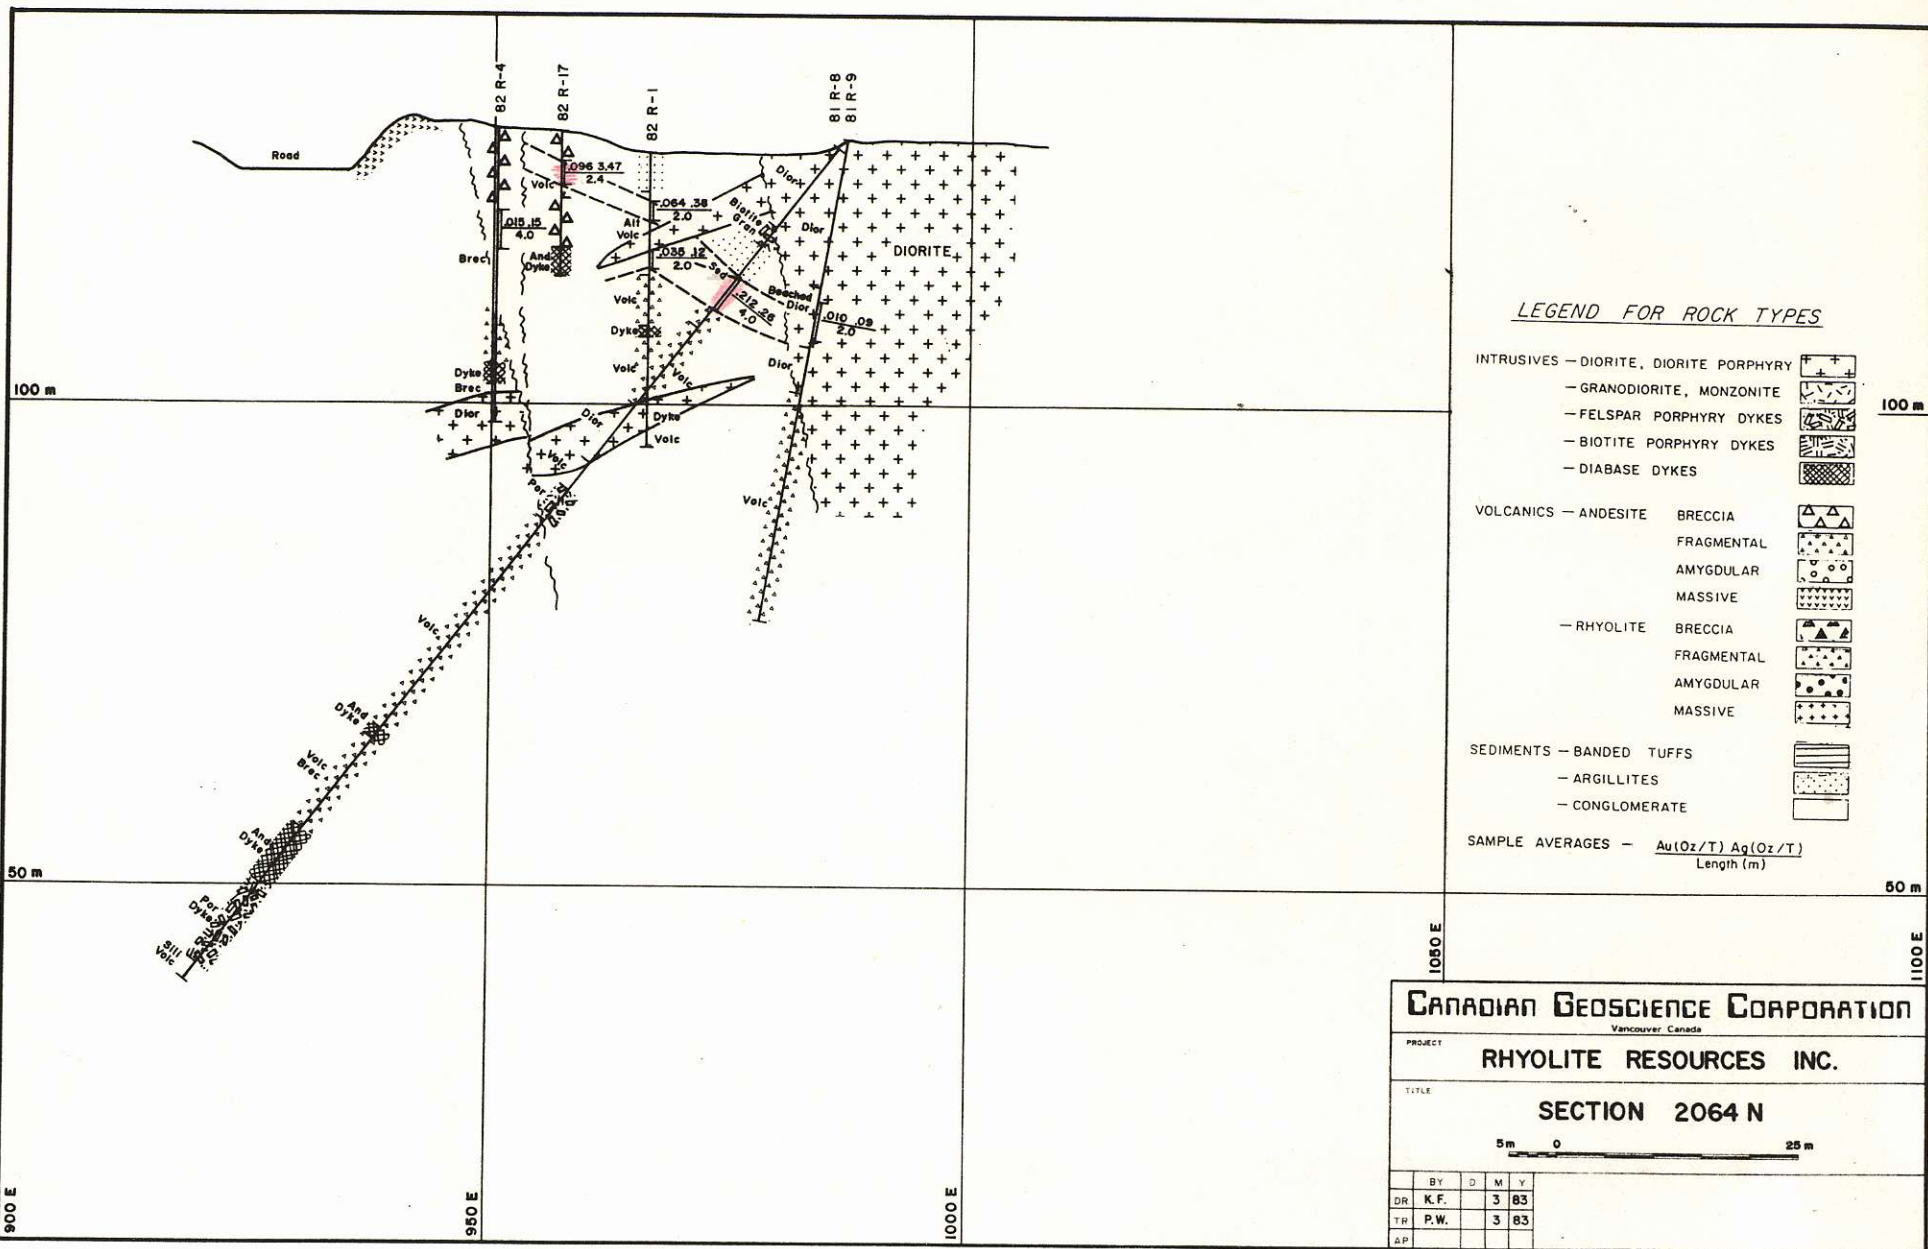 82 R-4
82 R-17
82 R-1
81 R-8
81 R-9
Road
.096 3.47
2.4
Volc
.064 .38
2.0
.015 .15
4.0
Alt
Volc
Brec
And
Dyke
.035 .12
2.0
Dior
Biotite
Gran
Dior
DIORITE
Sed
Beached
Dior
.212 .26
4.0
.010 .09
2.0
Volc
Dyke
Volc
Volc
Dior
Dyke
Brec
Dior
Dior
Dyke
Volc
Volc
Por
Volc
Volc
And
Dyke
Volc
Brec
And
Dyke
Por
Dyke
Sill
Volc
100 m
100 m
50 m
50 m
900 E
950 E
1000 E
1050 E
1100 E
LEGEND FOR ROCK TYPES
INTRUSIVES – DIORITE, DIORITE PORPHYRY
– GRANODIORITE, MONZONITE
– FELSPAR PORPHYRY DYKES
– BIOTITE PORPHYRY DYKES
– DIABASE DYKES
VOLCANICS – ANDESITE BRECCIA
FRAGMENTAL
AMYGDULAR
MASSIVE
– RHYOLITE BRECCIA
FRAGMENTAL
AMYGDULAR
MASSIVE
SEDIMENTS – BANDED TUFFS
– ARGILLITES
– CONGLOMERATE
SAMPLE AVERAGES – Au(Oz/T) Ag(Oz/T)
Length (m)
CANADIAN GEOSCIENCE CORPORATION
Vancouver Canada
PROJECT
RHYOLITE RESOURCES INC.
TITLE
SECTION 2064 N
5m 0 25 m
BY D M Y
DR K.F. 3 83
TR P.W. 3 83
AP